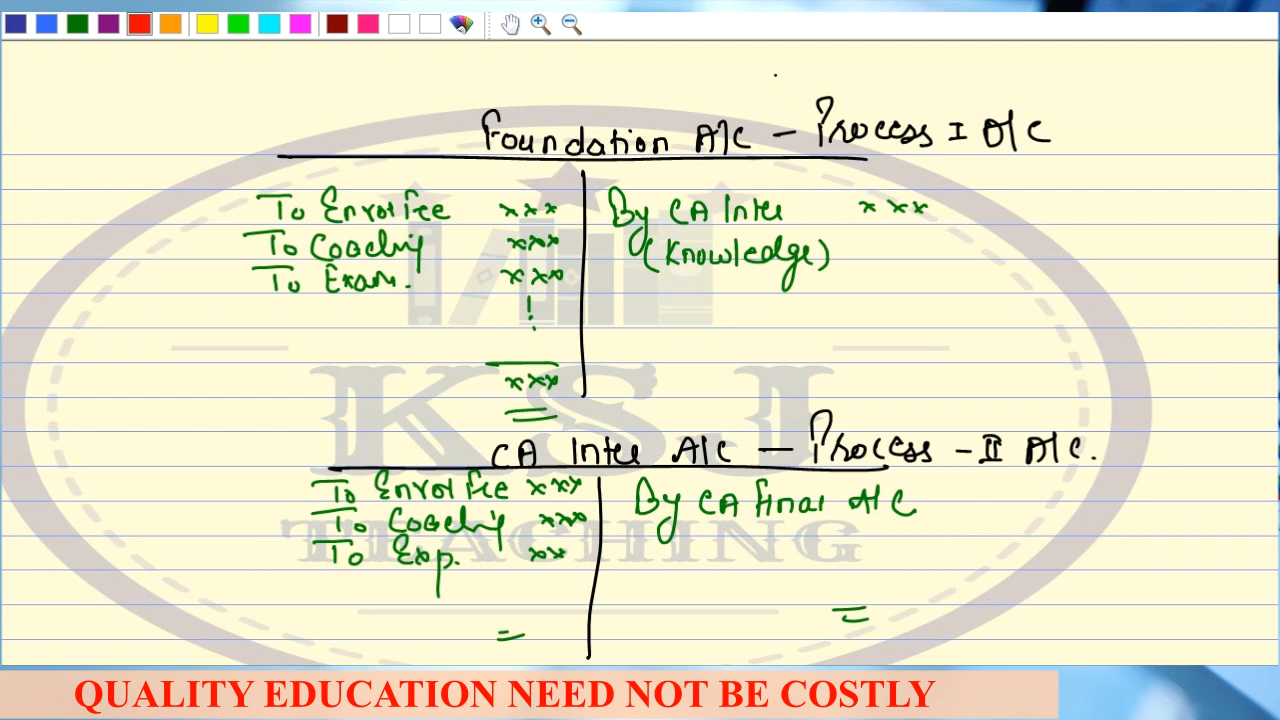 Foundation A/C - Process I A/C
To Enrol Fee xxx By CA Inter xxx
To Coaching xxx (Knowledge)
To Exam. xxx
xxx
CA Inter A/C - Process - II A/C.
To Enrol Fee xxx By CA Final A/C
To Coaching xxx
To Exp. xx
KSJ
TEACHING
QUALITY EDUCATION NEED NOT BE COSTLY